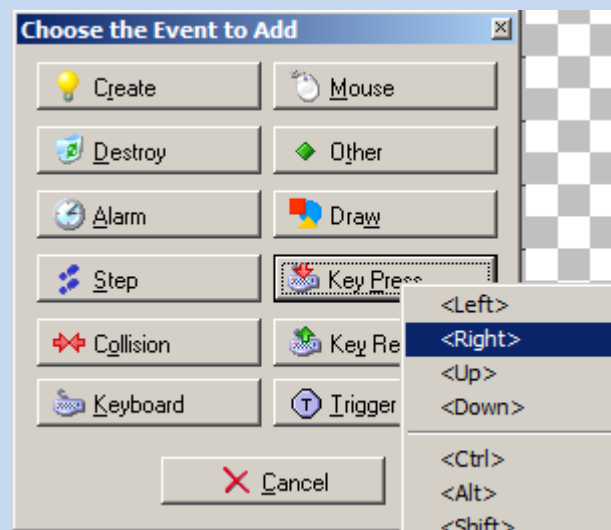 Choose the Event to Add
Create
Mouse
Destroy
Other
Alarm
Draw
Step
Key Press
Collision
Key Re
Keyboard
T
Trigger
Cancel
<Left>
<Right>
<Up>
<Down>
<Ctrl>
<Alt>
<Shift>